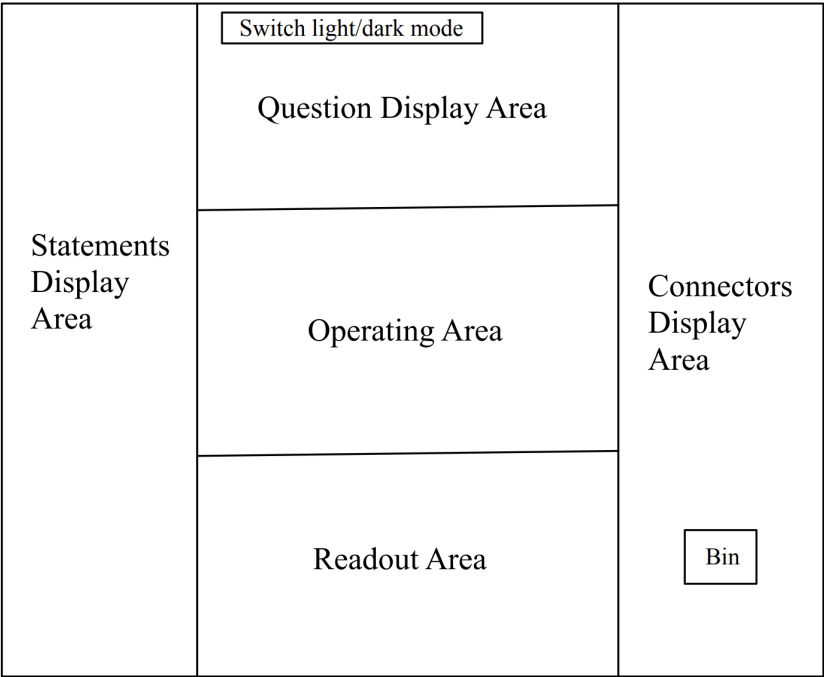 Switch light/dark mode
Question Display Area
Statements
Display
Area
Operating Area
Connectors
Display
Area
Readout Area
Bin